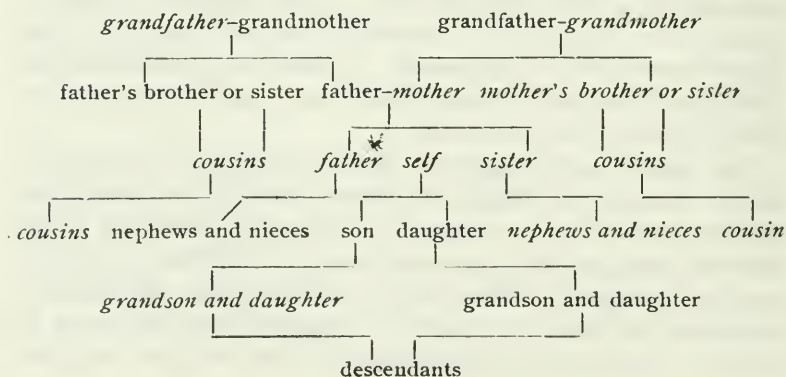 grandfather–grandmother grandfather–grandmother
father's brother or sister father–mother mother's brother or sister
cousins father self sister cousins
cousins nephews and nieces son daughter nephews and nieces cousin
grandson and daughter grandson and daughter
descendants